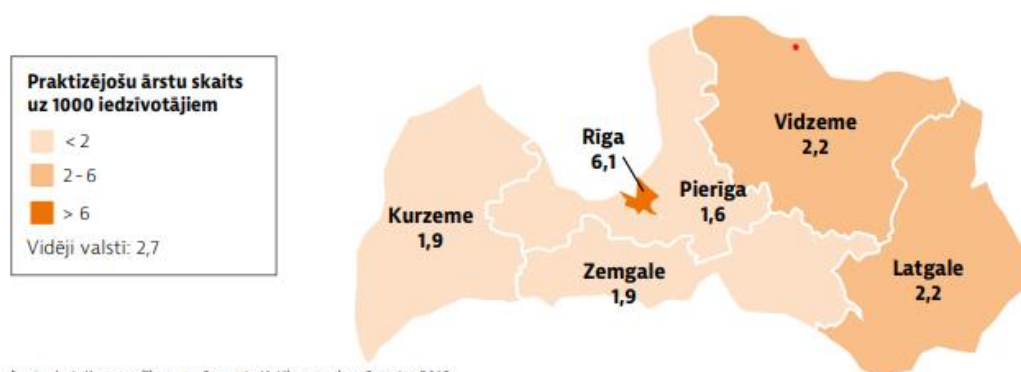 Praktizējošu ārstu skaits
uz 1000 iedzīvotājiem
< 2
2-6
> 6
Vidēji valstī: 2,7
Rīga
6,1
Vidzeme
2,2
Pierīga
1,6
Kurzeme
1,9
Zemgale
1,9
Latgale
2,2